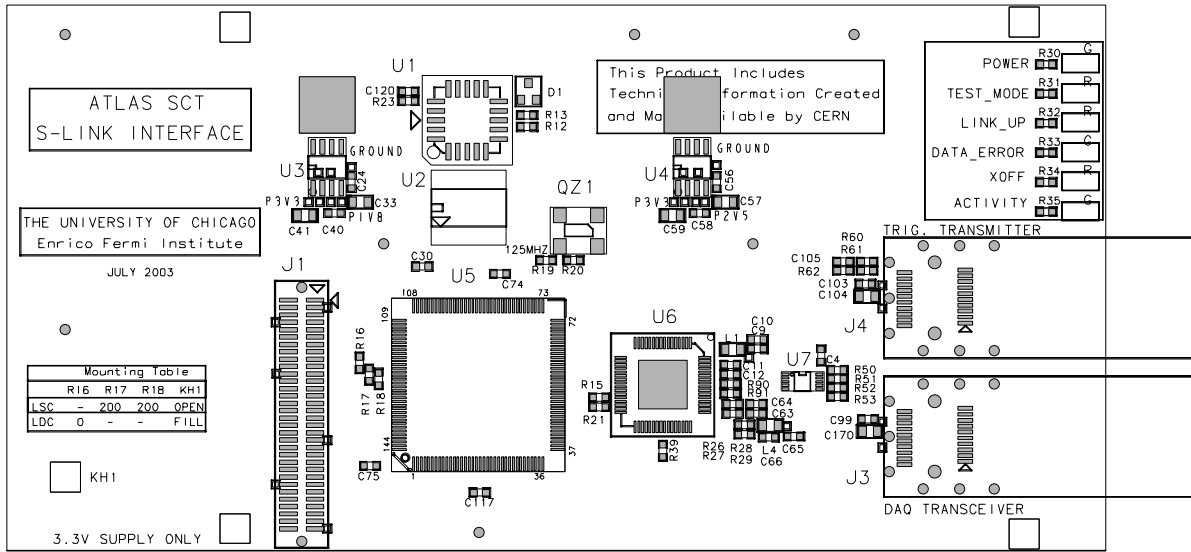 ATLAS SCT
S-LINK INTERFACE
THE UNIVERSITY OF CHICAGO
Enrico Fermi Institute
JULY 2003
Mounting Table
R16 R17 R18 KH1
LSC - 200 200 OPEN
LDC 0 - - FILL
KH1
3.3V SUPPLY ONLY
J1
U3
GROUND
P3V3
P1V8
C24
C33
C41
C40
C120
R23
U1
D1
R13
R12
U2
QZ1
125MHZ
R19
R20
C30
C74
U5
108
73
109
72
144
37
1
36
R16
R17
R18
C75
C117
This Product Includes
Created
by CERN
U4
GROUND
P3V3
P2V5
C56
C57
C59
C58
U6
R15
R21
R39
C10
C9
C11
C12
R90
R91
C64
C63
R26
R27
R28
R29
L4
C66
C65
U7
C4
R50
R51
R52
R53
C99
C170
POWER R30 G
TEST_MODE R31 R
LINK_UP R32 R
DATA_ERROR R33 G
XOFF R34 R
ACTIVITY R35 G
TRIG. TRANSMITTER
R60
R61
C105
R62
C103
C104
J4
J3
DAQ TRANSCEIVER